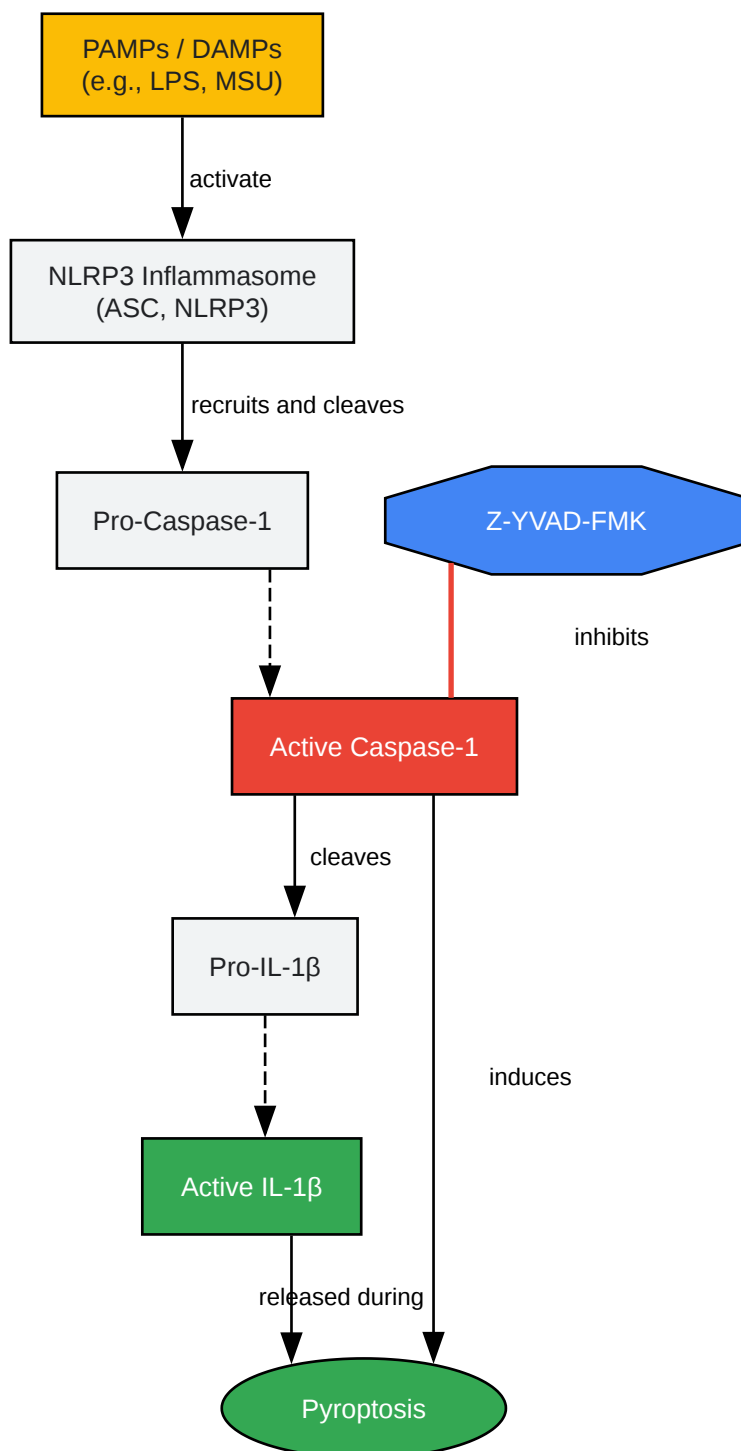 PAMPs / DAMPs
(e.g., LPS, MSU)
activate
NLRP3 Inflammasome
(ASC, NLRP3)
recruits and cleaves
Pro-Caspase-1
Z-YVAD-FMK
inhibits
Active Caspase-1
cleaves
Pro-IL-1β
induces
Active IL-1β
released during
Pyroptosis